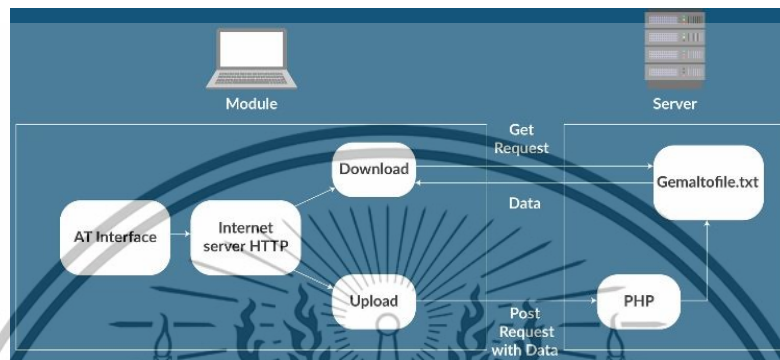 Module
Server
Get
Request
Download
Gemaltofile.txt
Data
AT Interface
Internet
server HTTP
Upload
PHP
Post
Request
with Data